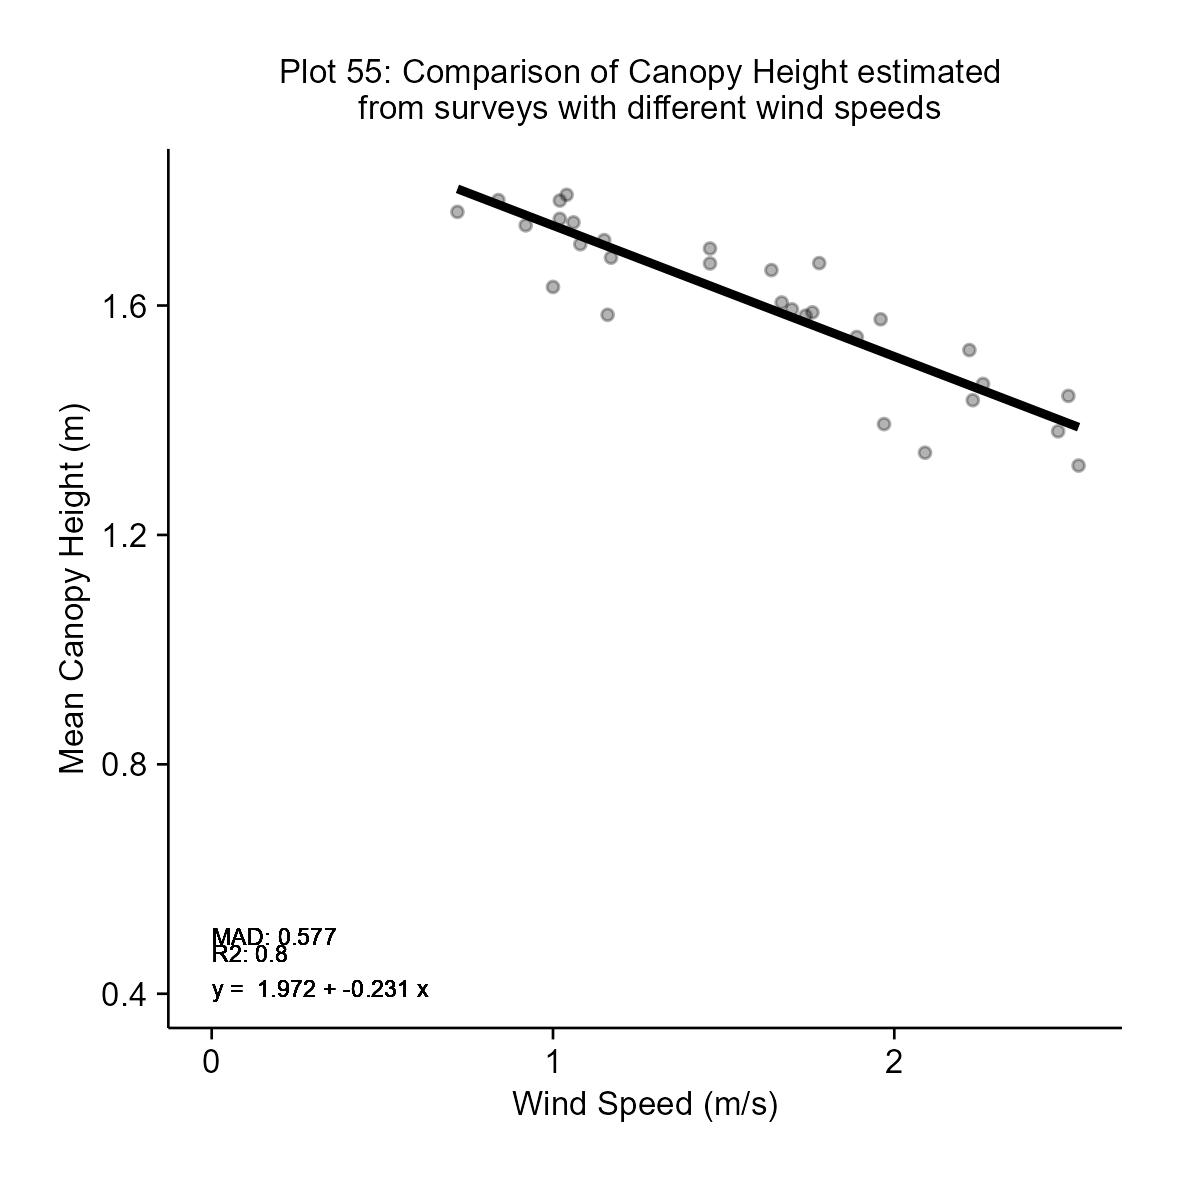 Plot 55: Comparison of Canopy Height estimated
from surveys with different wind speeds
Mean Canopy Height (m)
1.6
1.2
0.8
0.4
MAD: 0.577
R2: 0.8
y =  1.972 + -0.231 x
0
1
2
Wind Speed (m/s)